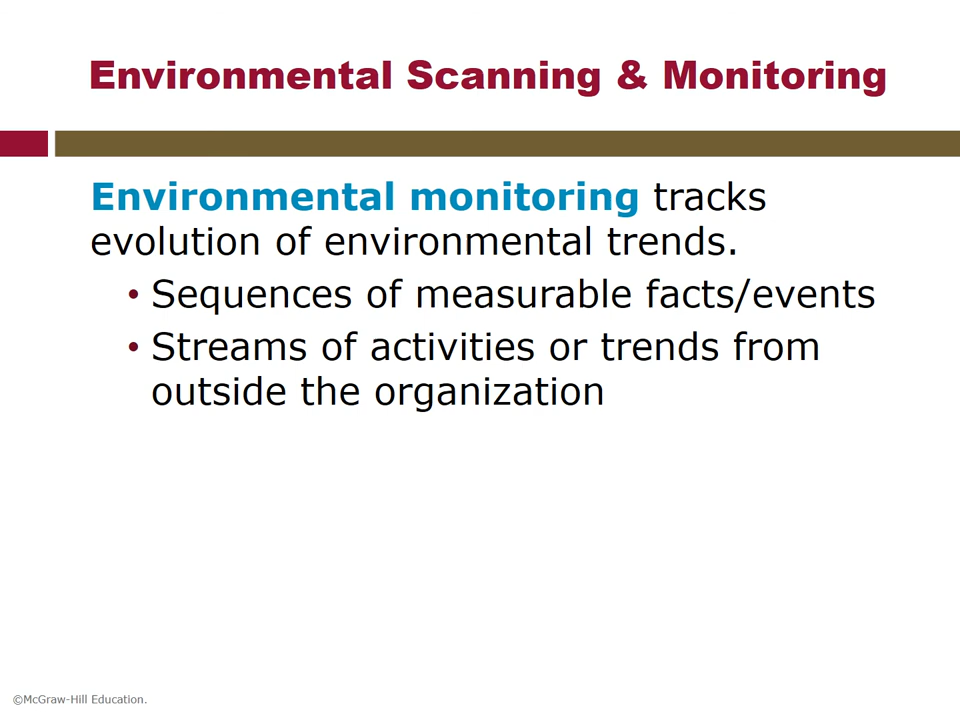 Environmental Scanning & Monitoring
Environmental monitoring tracks
evolution of environmental trends.
• Sequences of measurable facts/events
• Streams of activities or trends from
outside the organization
©McGraw-Hill Education.